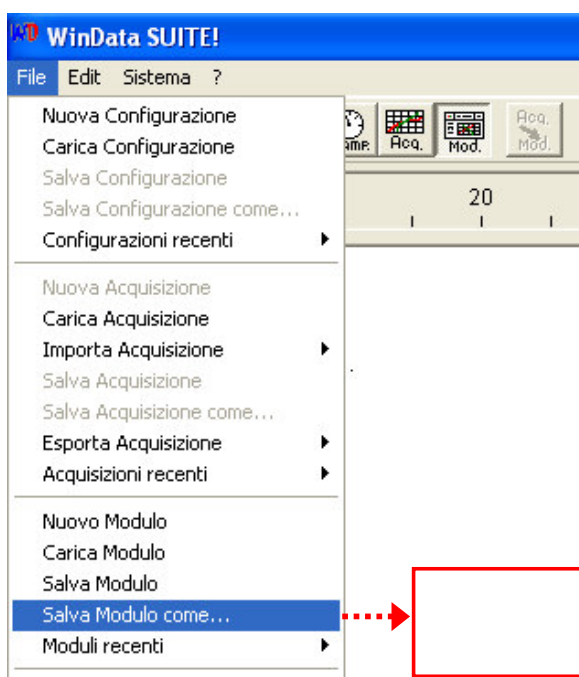 WinData SUITE!
File Edit Sistema ?
Nuova Configurazione
Carica Configurazione
Salva Configurazione
Salva Configurazione come...
Configurazioni recenti
Nuova Acquisizione
Carica Acquisizione
Importa Acquisizione
Salva Acquisizione
Salva Acquisizione come...
Esporta Acquisizione
Acquisizioni recenti
Nuovo Modulo
Carica Modulo
Salva Modulo
Salva Modulo come...
Moduli recenti
Acq.
Mod.
Acq.
Mod.
20